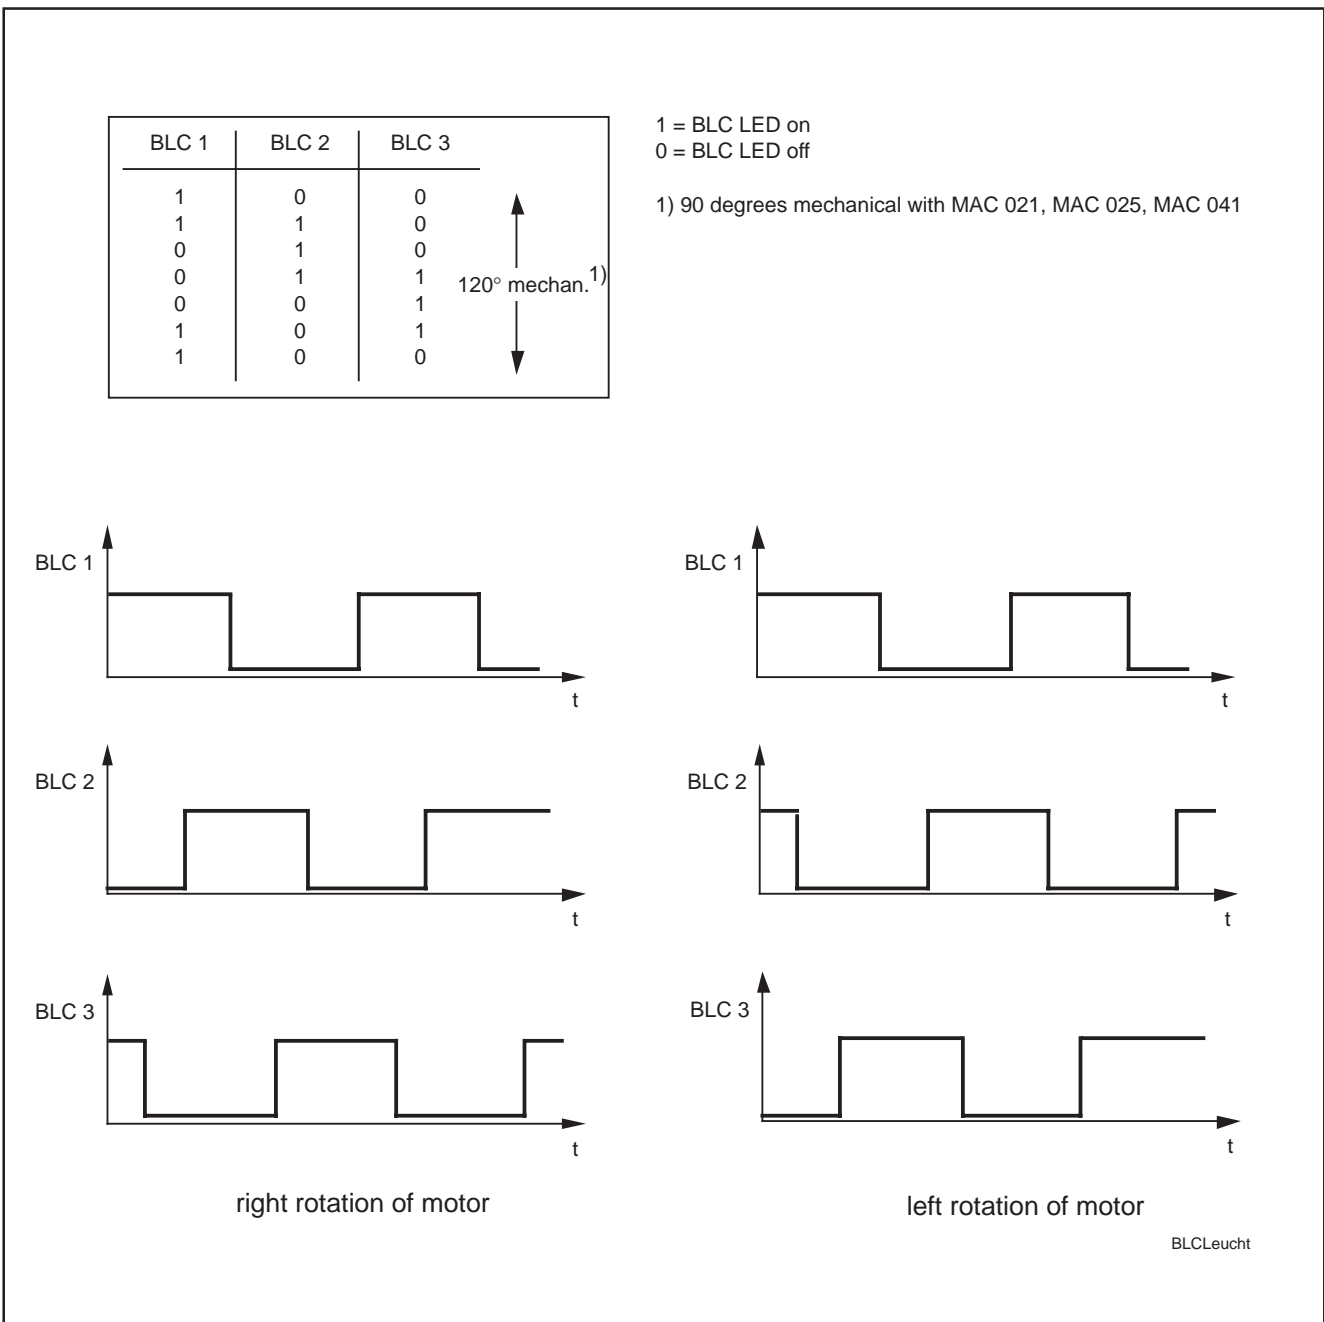 BLC 1 BLC 2 BLC 3
1 0 0
1 1 0
0 1 0
0 1 1
0 0 1
1 0 1
1 0 0
120° mechan.1)
1 = BLC LED on
0 = BLC LED off
1) 90 degrees mechanical with MAC 021, MAC 025, MAC 041
BLC 1
t
BLC 2
t
BLC 3
t
right rotation of motor
BLC 1
t
BLC 2
t
BLC 3
t
left rotation of motor
BLCLeucht